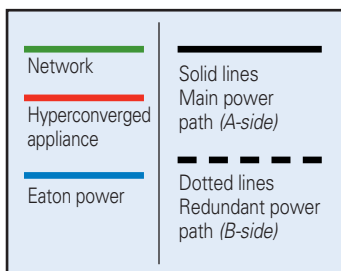 Network
Hyperconverged
appliance
Eaton power
Solid lines
Main power
path (A-side)
Dotted lines
Redundant power
path (B-side)